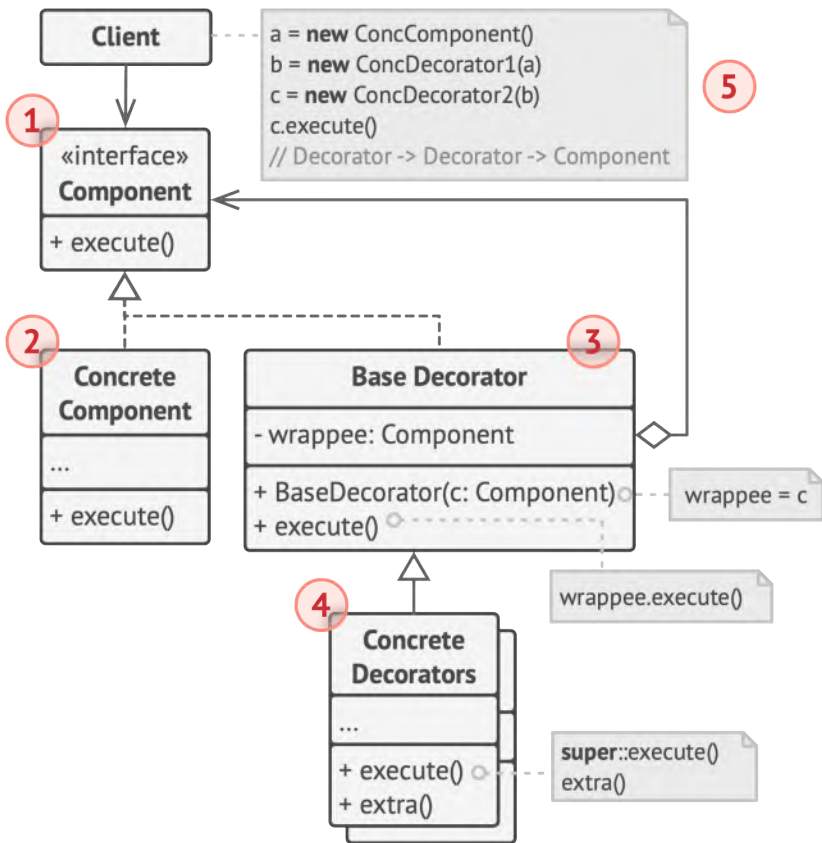 Client
a = new ConcComponent()
b = new ConcDecorator1(a)
c = new ConcDecorator2(b)
c.execute()
// Decorator -> Decorator -> Component
5
1
«interface»
Component
+ execute()
2
Concrete
Component
...
+ execute()
3
Base Decorator
- wrappee: Component
+ BaseDecorator(c: Component)
+ execute()
wrappee = c
wrappee.execute()
4
Concrete
Decorators
...
+ execute()
+ extra()
super::execute()
extra()